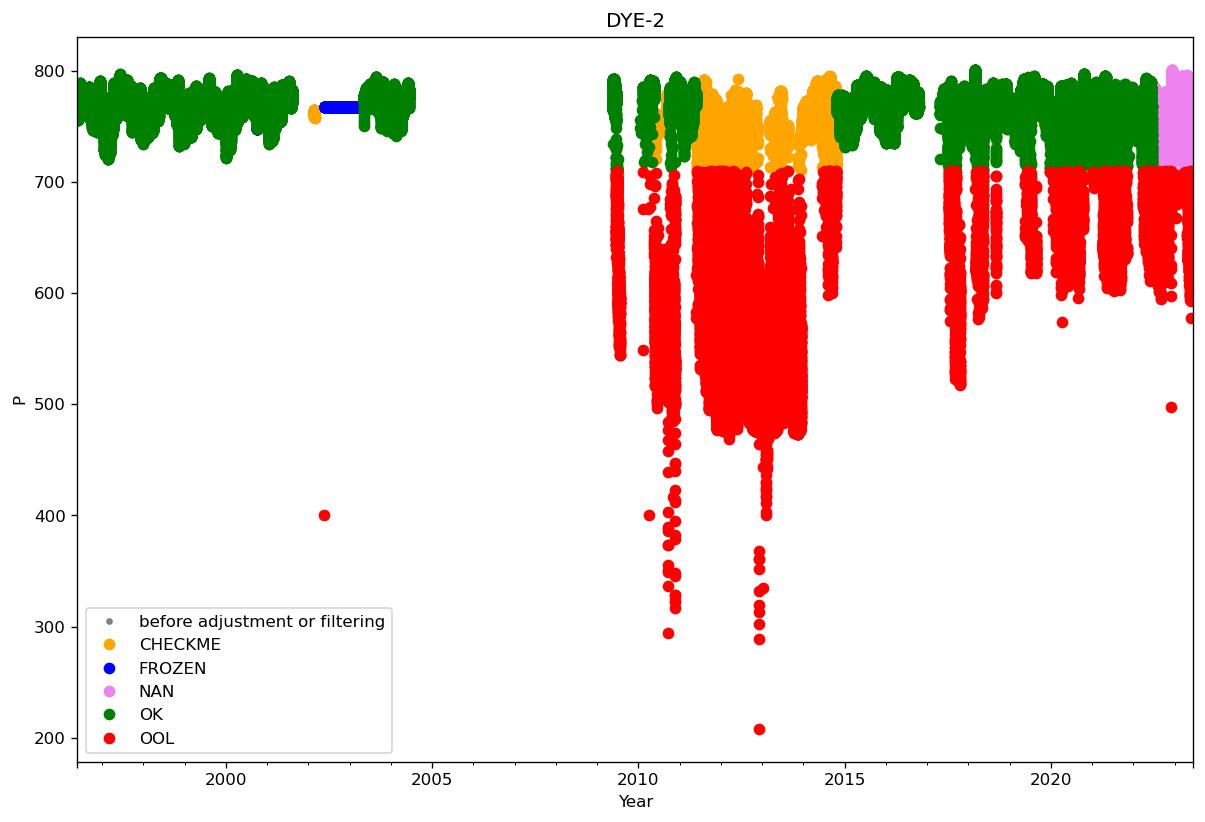 DYE-2
800
700
600
500
400
300
200
P
before adjustment or filtering
CHECKME
FROZEN
NAN
OK
OOL
2000 2005 2010 2015 2020
Year